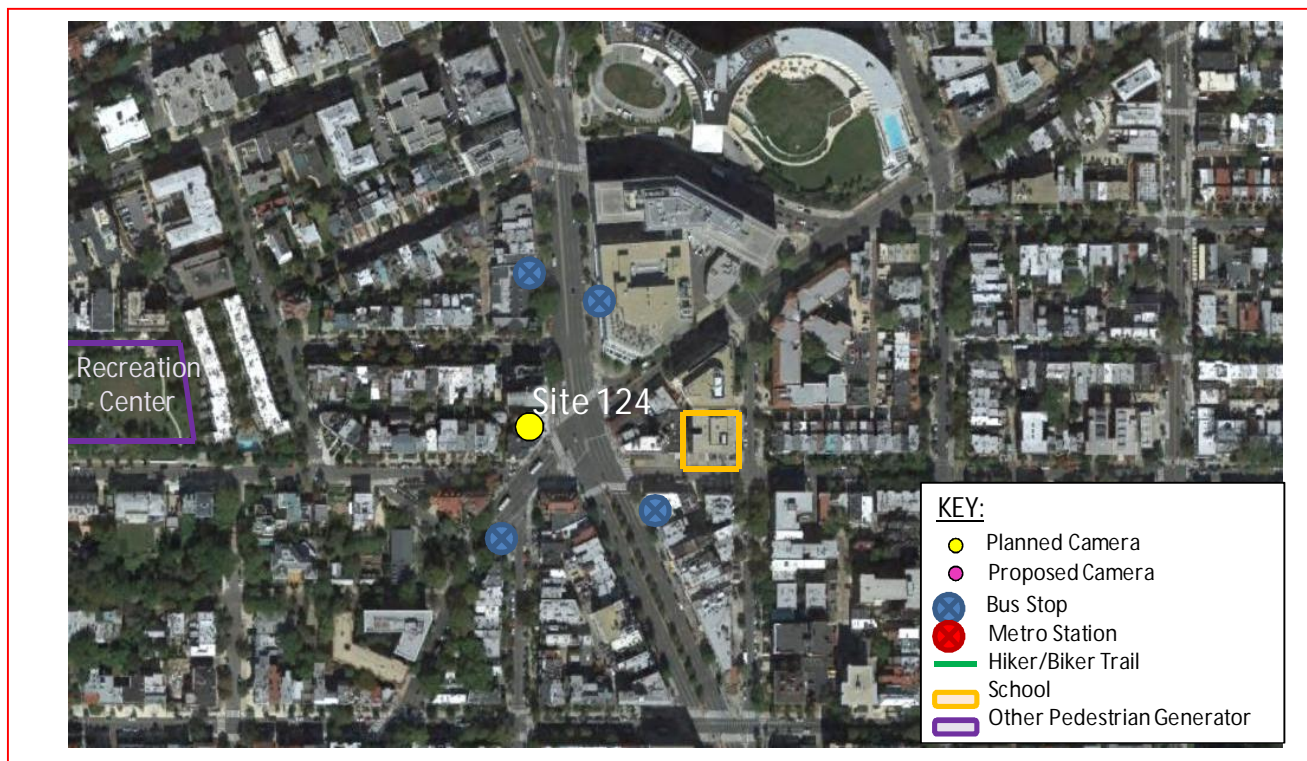 Recreation
Center
Site 124
KEY:
Planned Camera
Proposed Camera
Bus Stop
Metro Station
Hiker/Biker Trail
School
Other Pedestrian Generator